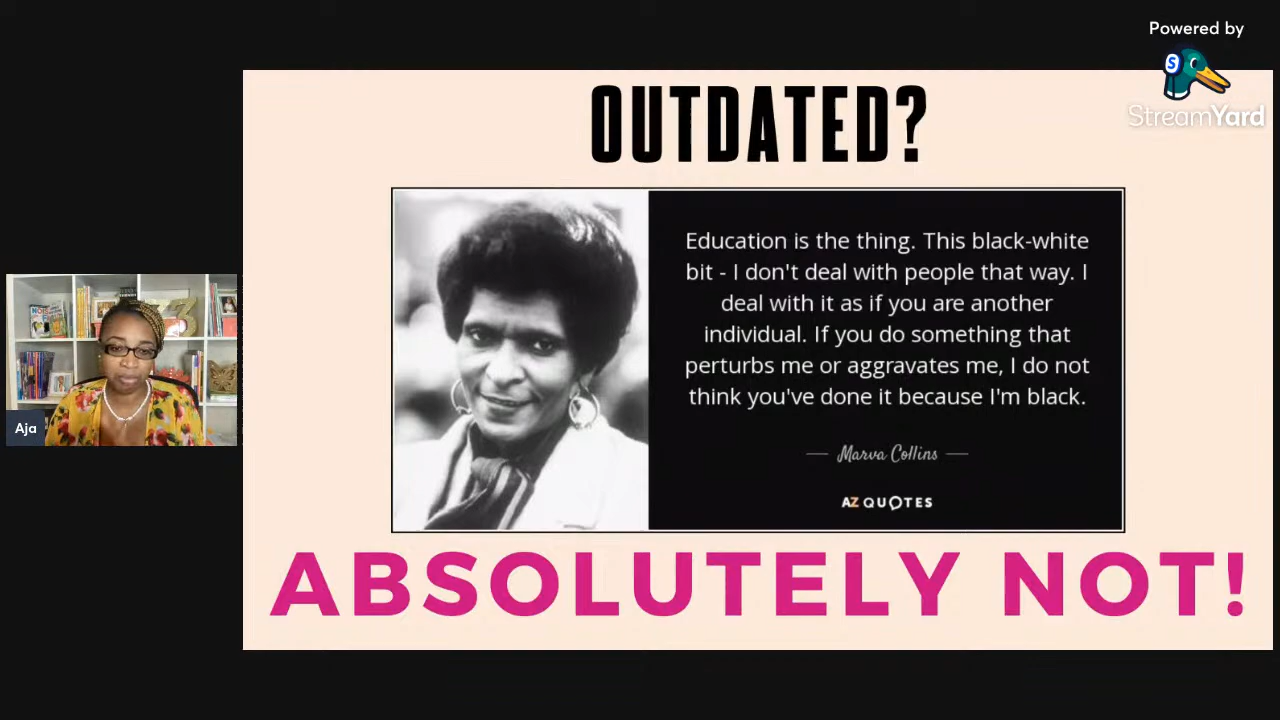 Powered by
StreamYard
OUTDATED?
Education is the thing. This black-white
bit - I don't deal with people that way. I
deal with it as if you are another
individual. If you do something that
perturbs me or aggravates me, I do not
think you've done it because I'm black.
Marva Collins
AZ QUOTES
ABSOLUTELY NOT!
Aja